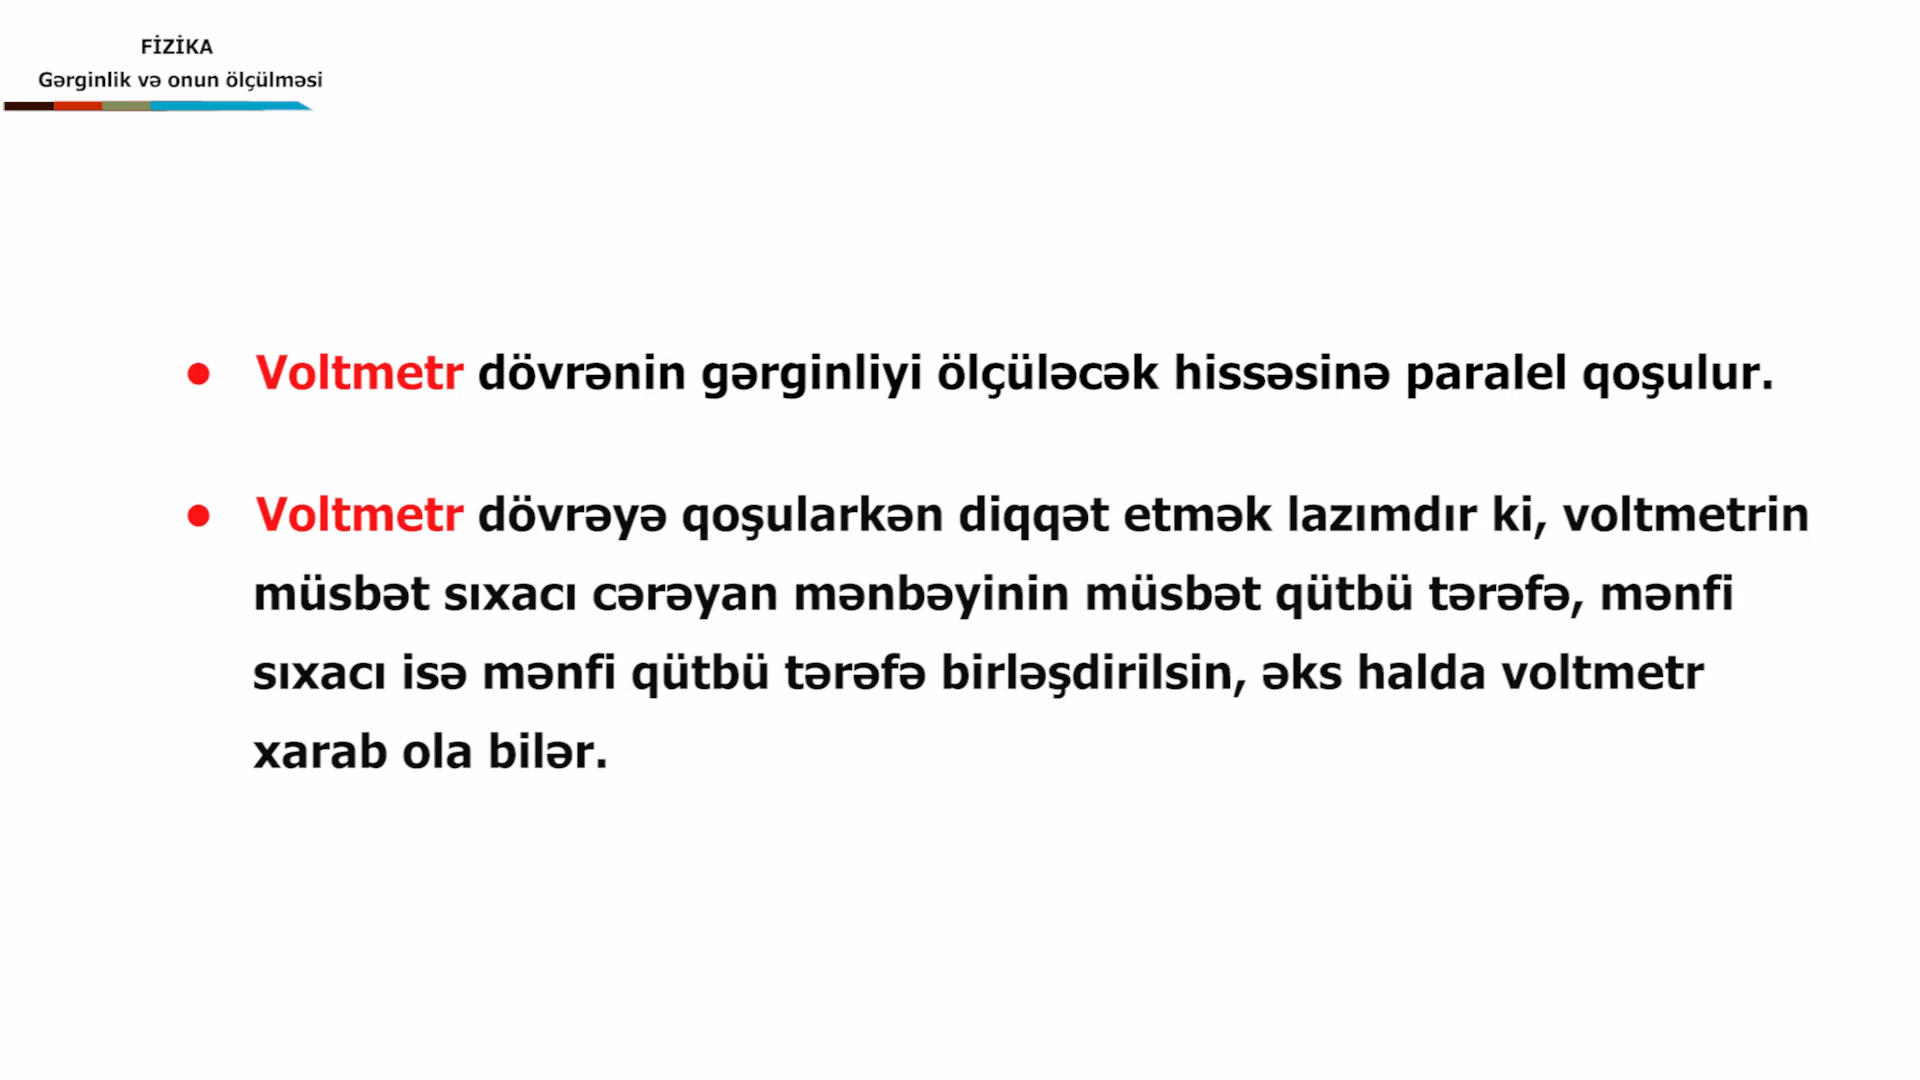 FİZİKA
Gərginlik və onun ölçülməsi
● Voltmetr dövrənin gərginliyi ölçüləcək hissəsinə paralel qoşulur.
● Voltmetr dövrəyə qoşularkən diqqət etmək lazımdır ki, voltmetrin
müsbət sıxacı cərəyan mənbəyinin müsbət qütbü tərəfə, mənfi
sıxacı isə mənfi qütbü tərəfə birləşdirilsin, əks halda voltmetr
xarab ola bilər.